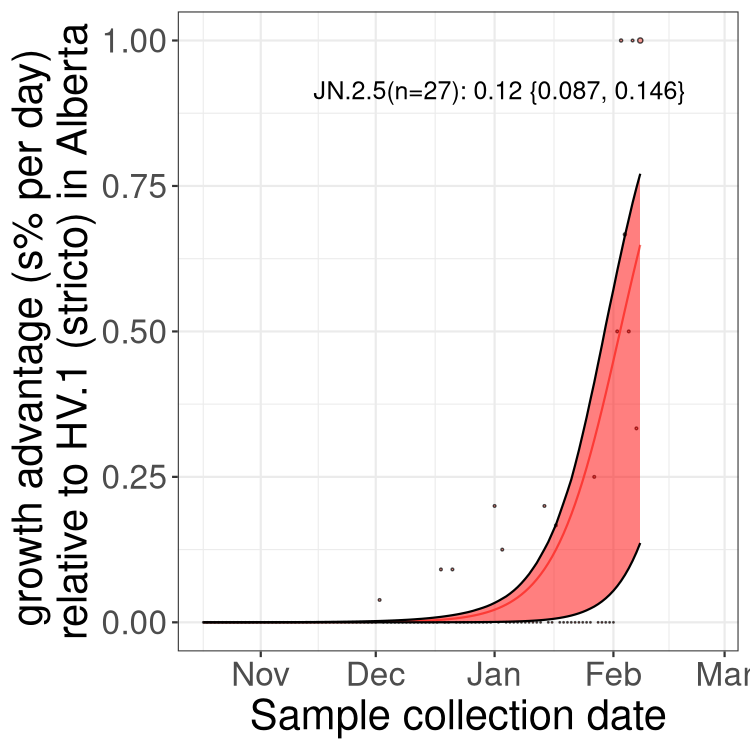 growth advantage (s% per day)
relative to HV.1 (stricto) in Alberta
1.00
0.75
0.50
0.25
0.00
JN.2.5(n=27): 0.12 {0.087, 0.146}
Nov Dec Jan Feb Mar
Sample collection date